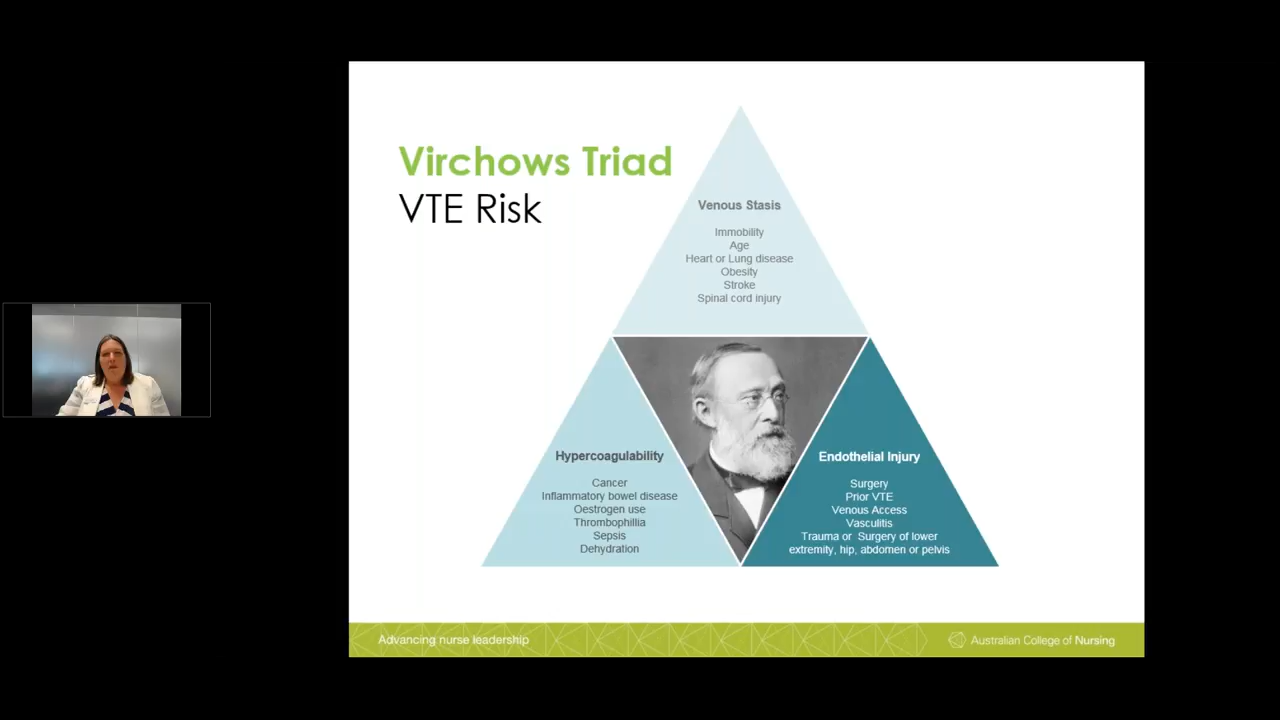 Virchows Triad
VTE Risk
Venous Stasis
Immobility
Age
Heart or Lung disease
Obesity
Stroke
Spinal cord injury
Hypercoagulability
Cancer
Inflammatory bowel disease
Oestrogen use
Thrombophillia
Sepsis
Dehydration
Endothelial Injury
Surgery
Prior VTE
Venous Access
Vasculitis
Trauma or Surgery of lower
extremity, hip, abdomen or pelvis
Advancing nurse leadership
Australian College of Nursing